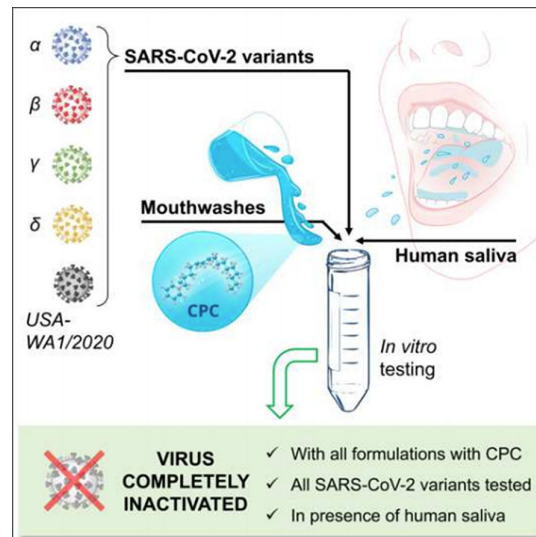 α
SARS-CoV-2 variants
β
γ
δ
USA-
WA1/2020
Mouthwashes
CPC
Human saliva
In vitro
testing
VIRUS
COMPLETELY
INACTIVATED
✓ With all formulations with CPC
✓ All SARS-CoV-2 variants tested
✓ In presence of human saliva